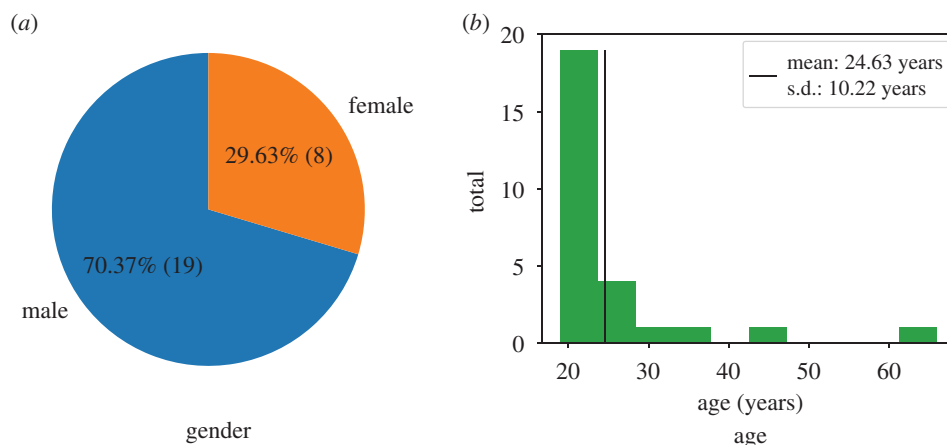 (a)
female
29.63% (8)
70.37% (19)
male
gender
(b)
20
15
10
5
0
total
mean: 24.63 years
s.d.: 10.22 years
20 30 40 50 60
age (years)
age